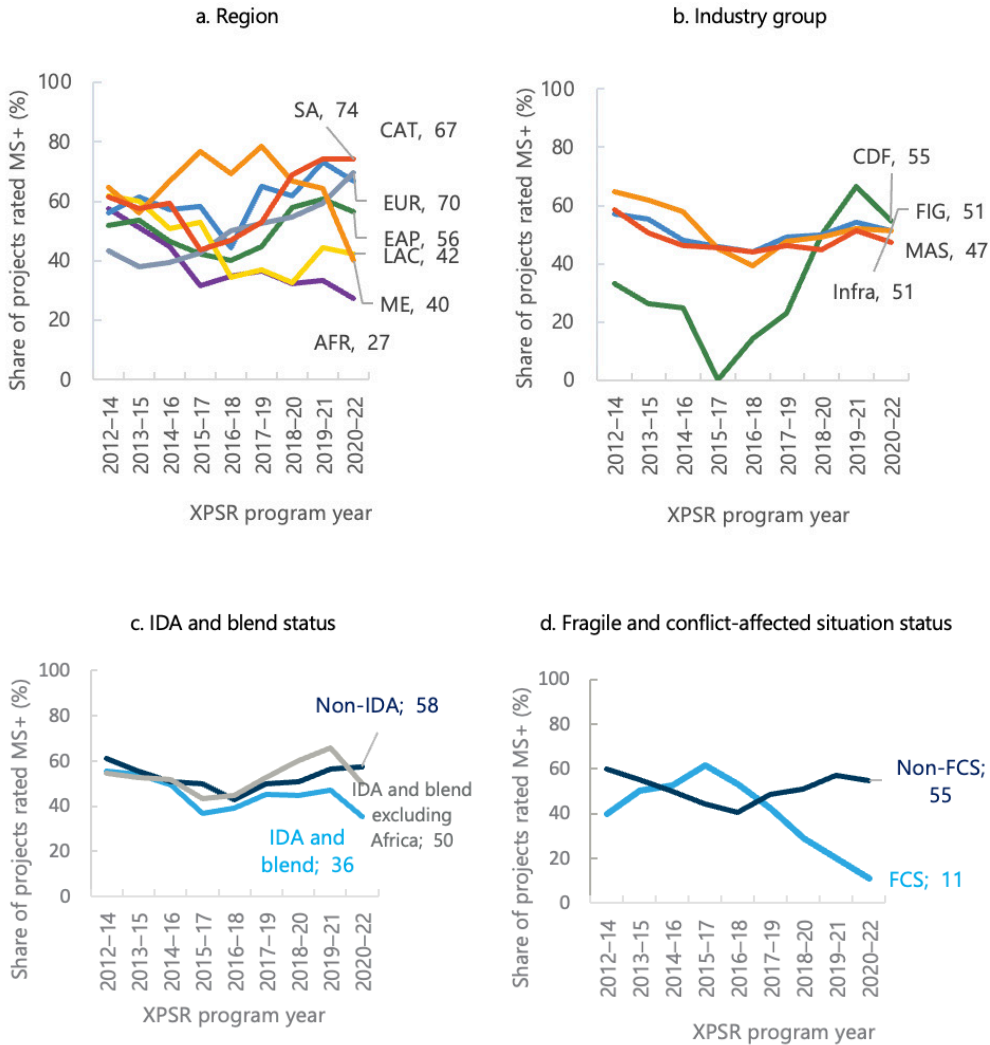 a. Region
Share of projects rated MS+ (%)
100
80
60
40
20
0
SA, 74
CAT, 67
EUR, 70
EAP, 56
LAC, 42
ME, 40
AFR, 27
2012–14
2013–15
2014–16
2015–17
2016–18
2017–19
2018–20
2019–21
2020–22
XPSR program year
b. Industry group
Share of projects rated MS+ (%)
100
80
60
40
20
0
CDF, 55
FIG, 51
MAS, 47
Infra, 51
2012–14
2013–15
2014–16
2015–17
2016–18
2017–19
2018–20
2019–21
2020–22
XPSR program year
c. IDA and blend status
Share of projects rated MS+ (%)
100
80
60
40
20
0
Non-IDA; 58
IDA and blend
excluding
Africa; 50
IDA and
blend; 36
2012–14
2013–15
2014–16
2015–17
2016–18
2017–19
2018–20
2019–21
2020–22
XPSR program year
d. Fragile and conflict-affected situation status
Share of projects rated MS+ (%)
100
80
60
40
20
0
Non-FCS;
55
FCS; 11
2012–14
2013–15
2014–16
2015–17
2016–18
2017–19
2018–20
2019–21
2020–22
XPSR program year